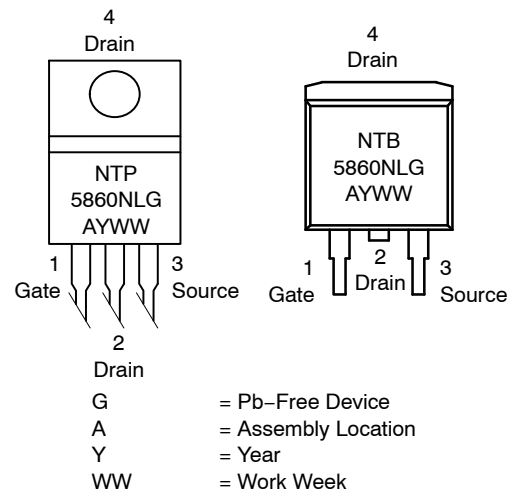 4
Drain
NTP
5860NLG
AYWW
1
Gate
3
Source
2
Drain
4
Drain
NTB
5860NLG
AYWW
1
Gate
2
Drain
3
Source
G = Pb−Free Device
A = Assembly Location
Y = Year
WW = Work Week